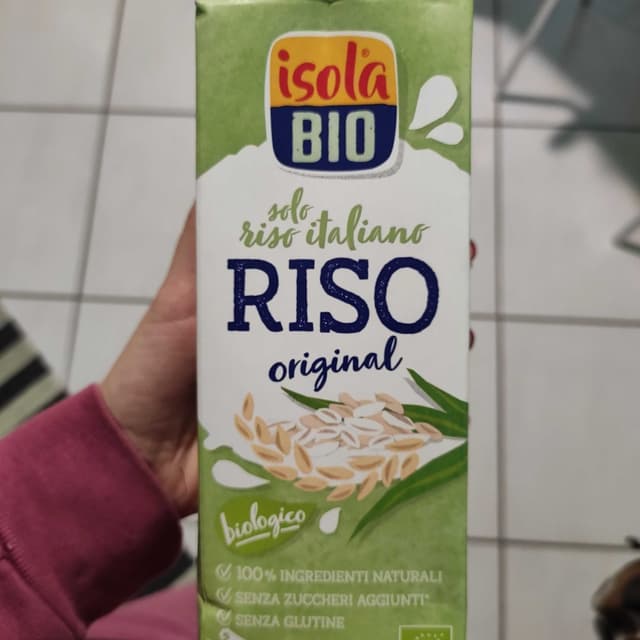 isola
BIO
solo
riso italiano
RISO
original
biologico
100% INGREDIENTI NATURALI
SENZA ZUCCHERI AGGIUNTI*
SENZA GLUTINE